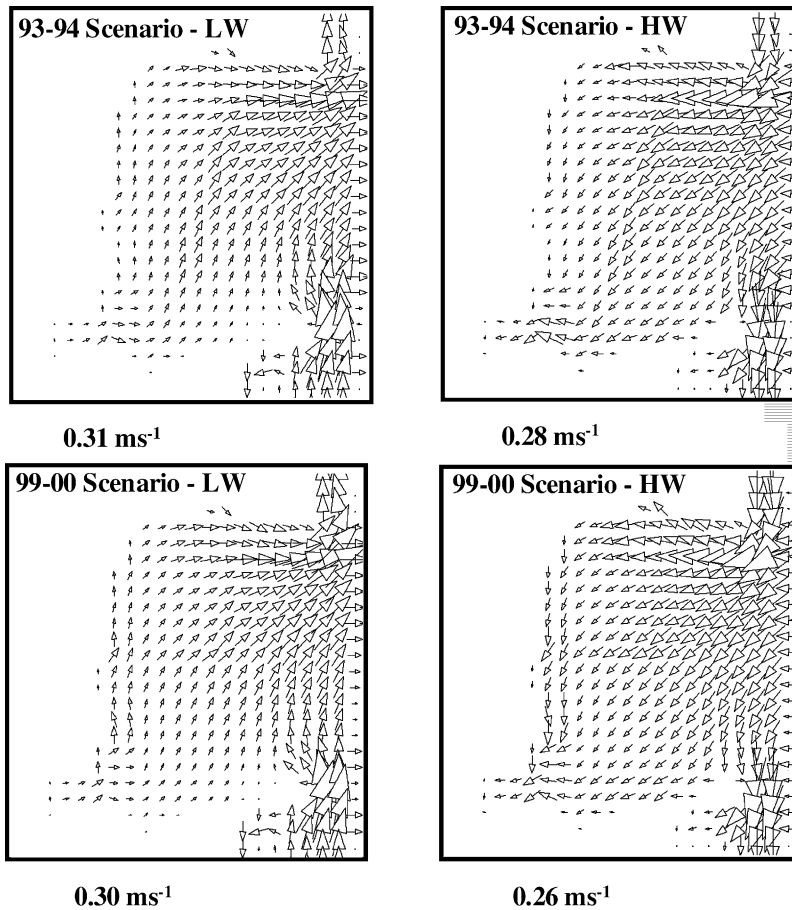 93-94 Scenario - LW
93-94 Scenario - HW
0.31 ms-1
0.28 ms-1
99-00 Scenario - LW
99-00 Scenario - HW
0.30 ms-1
0.26 ms-1